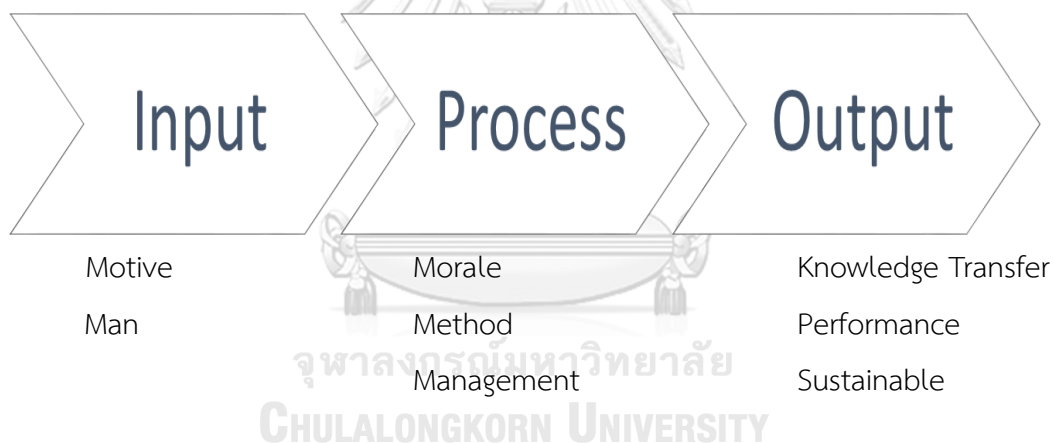 Input
Process
Output
Motive
Morale
Knowledge Transfer
Man
Method
Performance
จุฬาลงกรณ์มหาวิทยาลัย
Management
Sustainable
CHULALONGKORN UNIVERSITY